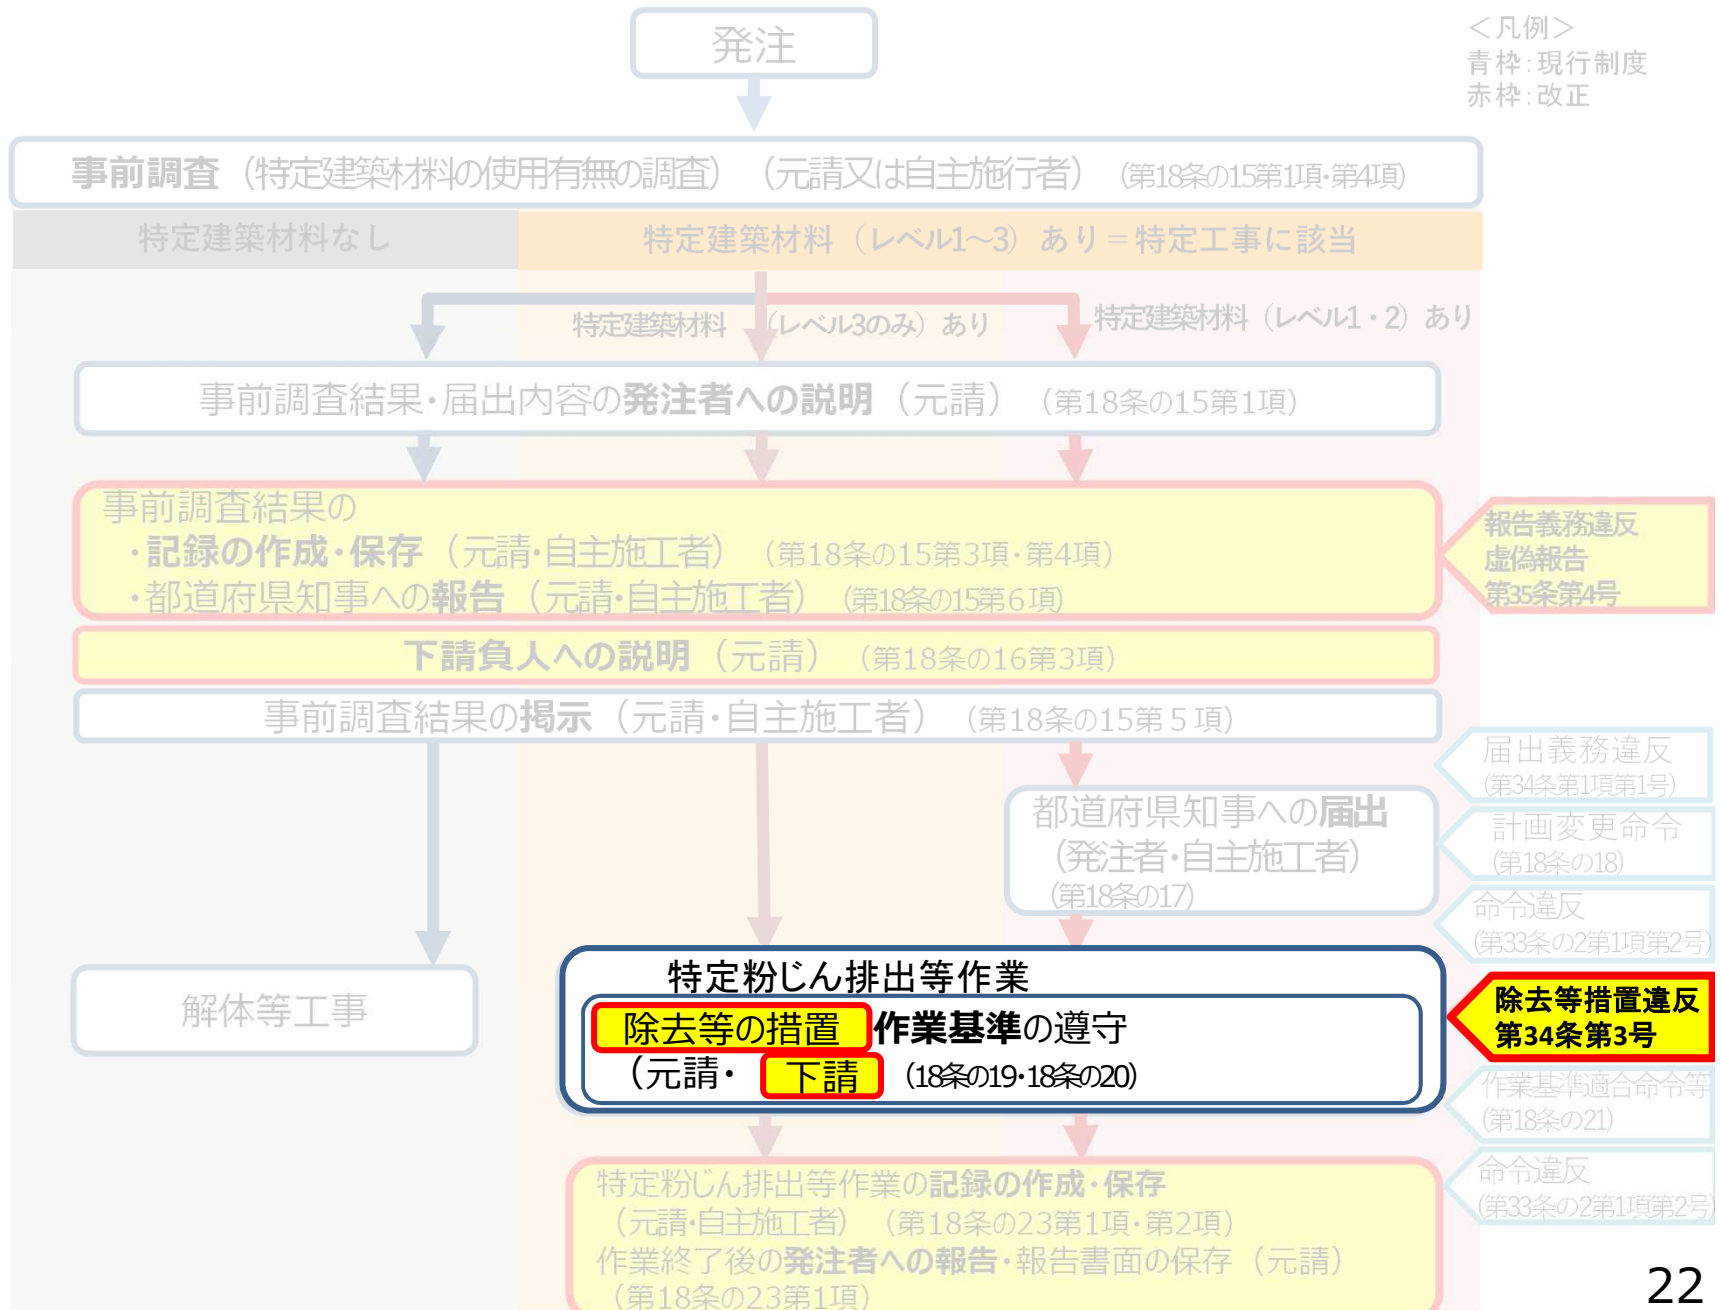 発注
＜凡例＞
青枠：現行制度
赤枠：改正
事前調査（特定建築材料の使用有無の調査）（元請又は自主施行者）（第18条の15第1項・第4項）
特定建築材料なし
特定建築材料（レベル1～3）あり＝特定工事に該当
特定建築材料（レベル3のみ）あり
特定建築材料（レベル1・2）あり
事前調査結果・届出内容の発注者への説明（元請）（第18条の15第1項）
事前調査結果の
・記録の作成・保存（元請・自主施工者）（第18条の15第3項・第4項）
・都道府県知事への報告（元請・自主施工者）（第18条の15第６項）
報告義務違反
虚偽報告
第35条第4号
下請負人への説明（元請）（第18条の16第3項）
事前調査結果の掲示（元請・自主施工者）（第18条の15第５項）
届出義務違反
(第34条第1項第1号)
都道府県知事への届出
（発注者・自主施工者）
(第18条の17)
計画変更命令
(第18条の18)
命令違反
(第33条の2第1項第2号)
解体等工事
特定粉じん排出等作業
除去等の措置 作業基準の遵守
（元請・ 下請 （18条の19・18条の20）
除去等措置違反
第34条第3号
作業基準適合命令等
(第18条の21)
命令違反
(第33条の2第1項第2号)
特定粉じん排出等作業の記録の作成・保存
（元請・自主施工者）（第18条の23第1項・第2項）
作業終了後の発注者への報告・報告書面の保存（元請）
（第18条の23第1項）
22